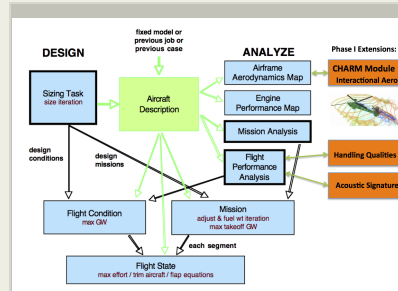 fixed model or
previous job or
previous case
DESIGN
ANALYZE
Phase I Extensions:
Sizing Task
size iteration
Aircraft
Description
Airframe
Aerodynamics Map
CHARM Module
Interactional Aero
Engine
Performance Map
Mission Analysis
design
conditions
design
missions
Flight
Performance
Analysis
Handling Qualities
Acoustic Signature
Flight Condition
max GW
Mission
adjust & fuel wt iteration
max takeoff GW
each segment
Flight State
max effort / trim aircraft / flap equations